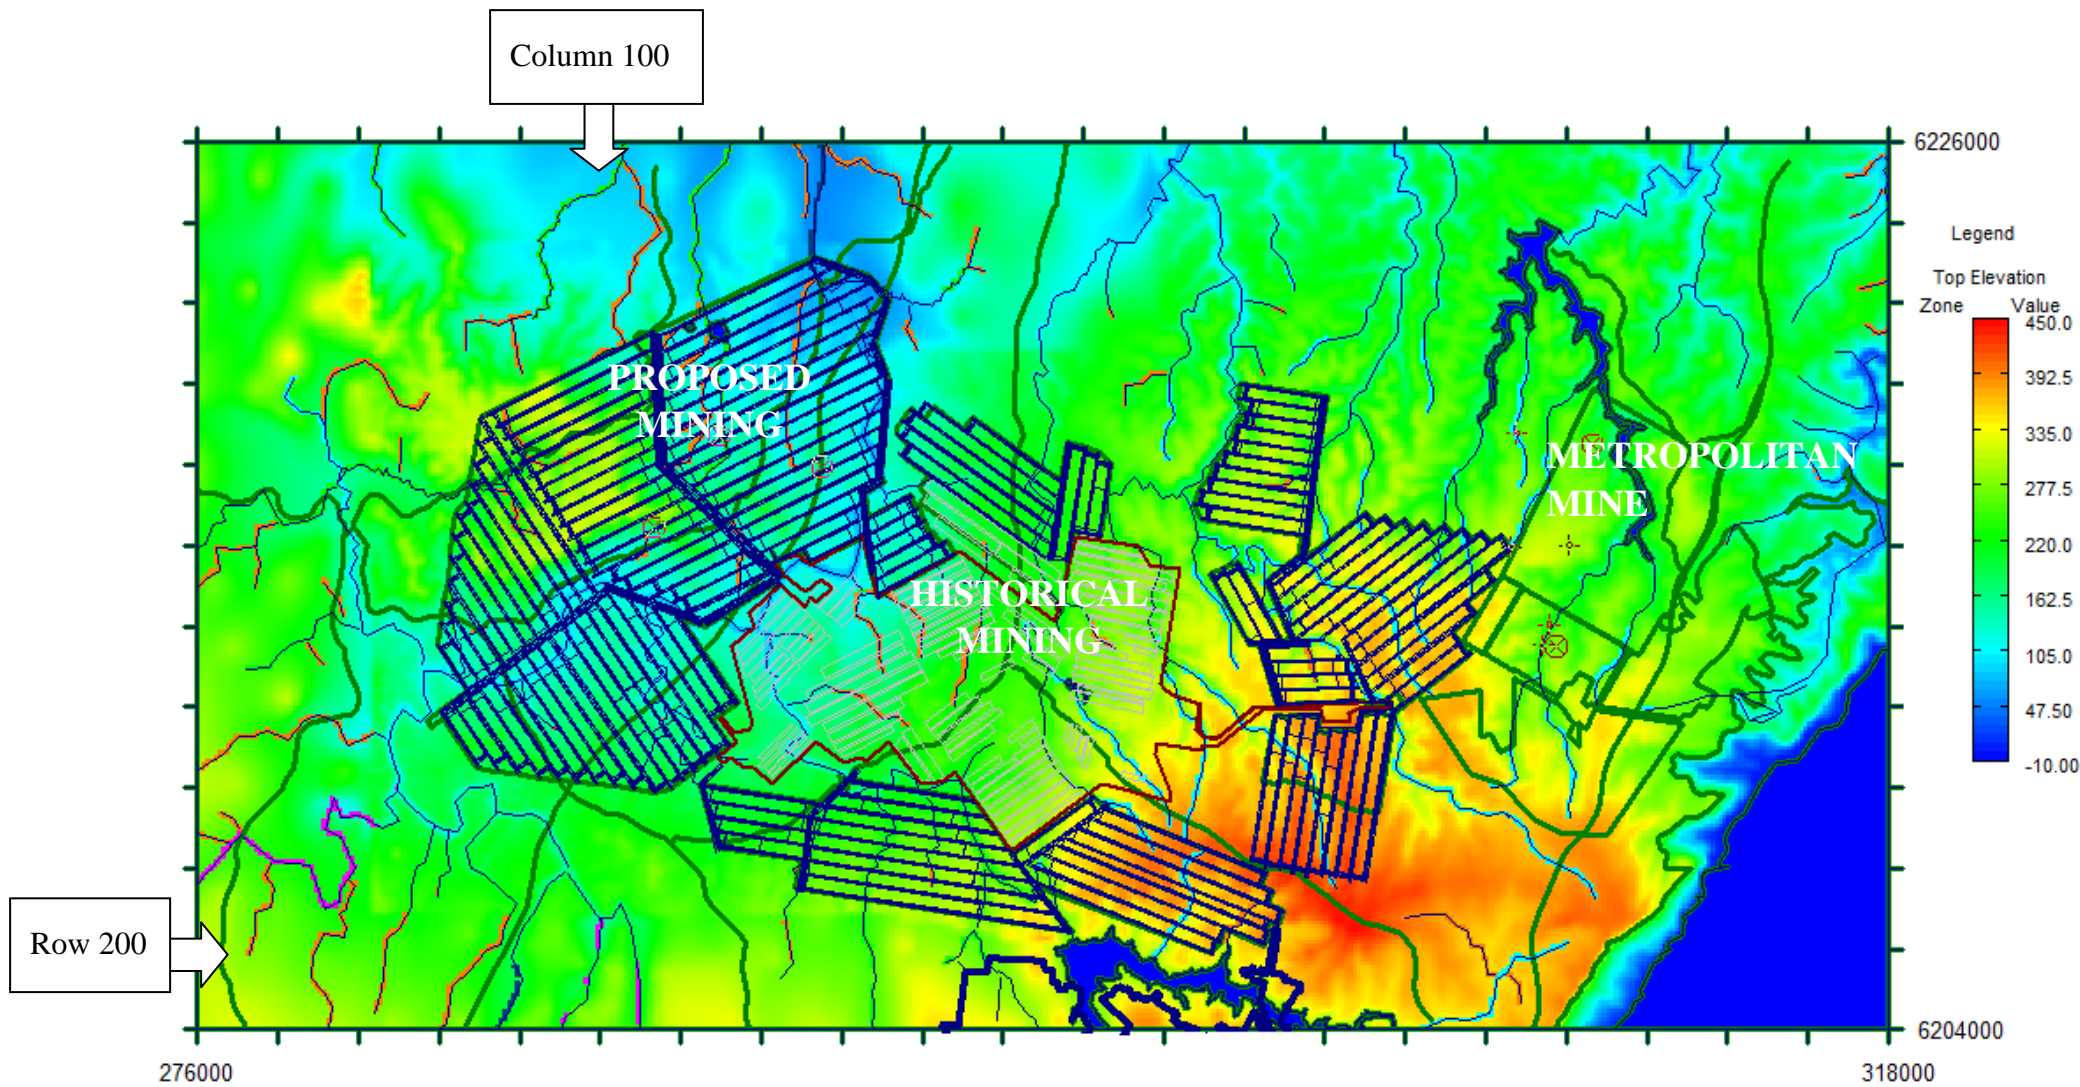 Column 100
6226000
Legend
Top Elevation
Zone Value
450.0
392.5
335.0
277.5
220.0
162.5
105.0
47.50
-10.00
PROPOSED
MINING
METROPOLITAN
MINE
HISTORICAL
MINING
Row 200
6204000
276000
318000